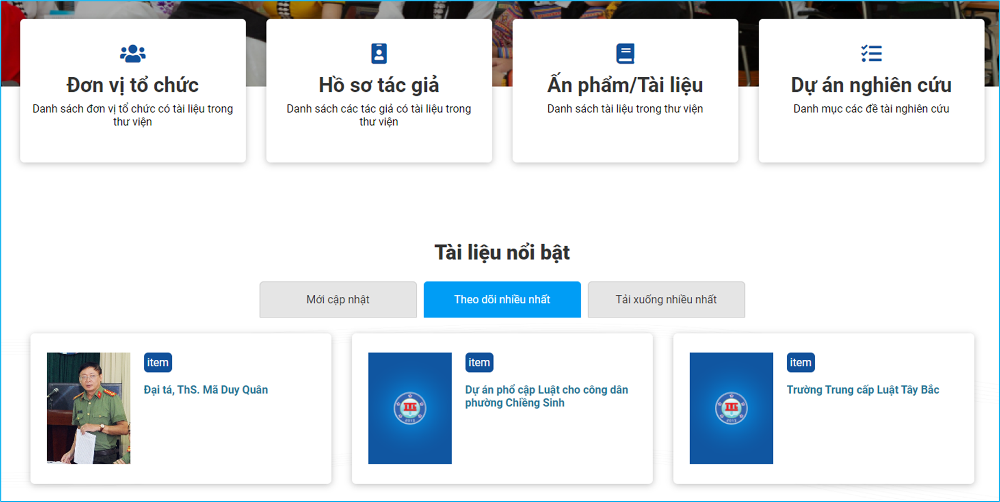 Đơn vị tổ chức
Danh sách đơn vị tổ chức có tài liệu trong
thư viện
Hồ sơ tác giả
Danh sách các tác giả có tài liệu trong
thư viện
Ấn phẩm/Tài liệu
Danh sách tài liệu trong thư viện
Dự án nghiên cứu
Danh mục các đề tài nghiên cứu
Tài liệu nổi bật
Mới cập nhật
Theo dõi nhiều nhất
Tải xuống nhiều nhất
item
Đại tá, ThS. Mã Duy Quân
item
Dự án phổ cập Luật cho công dân
phường Chiềng Sinh
2012
item
Trường Trung cấp Luật Tây Bắc
2012